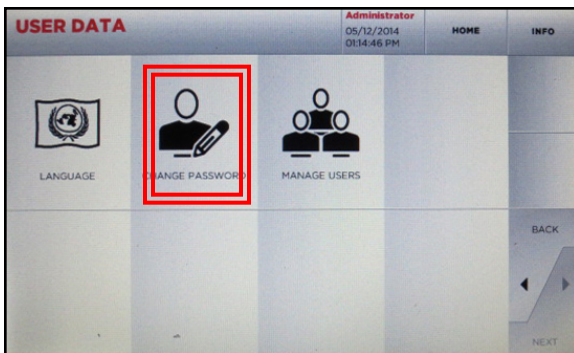 USER DATA
Administrator
05/12/2014
01:14:46 PM
HOME
INFO
LANGUAGE
CHANGE PASSWORD
MANAGE USERS
BACK
NEXT